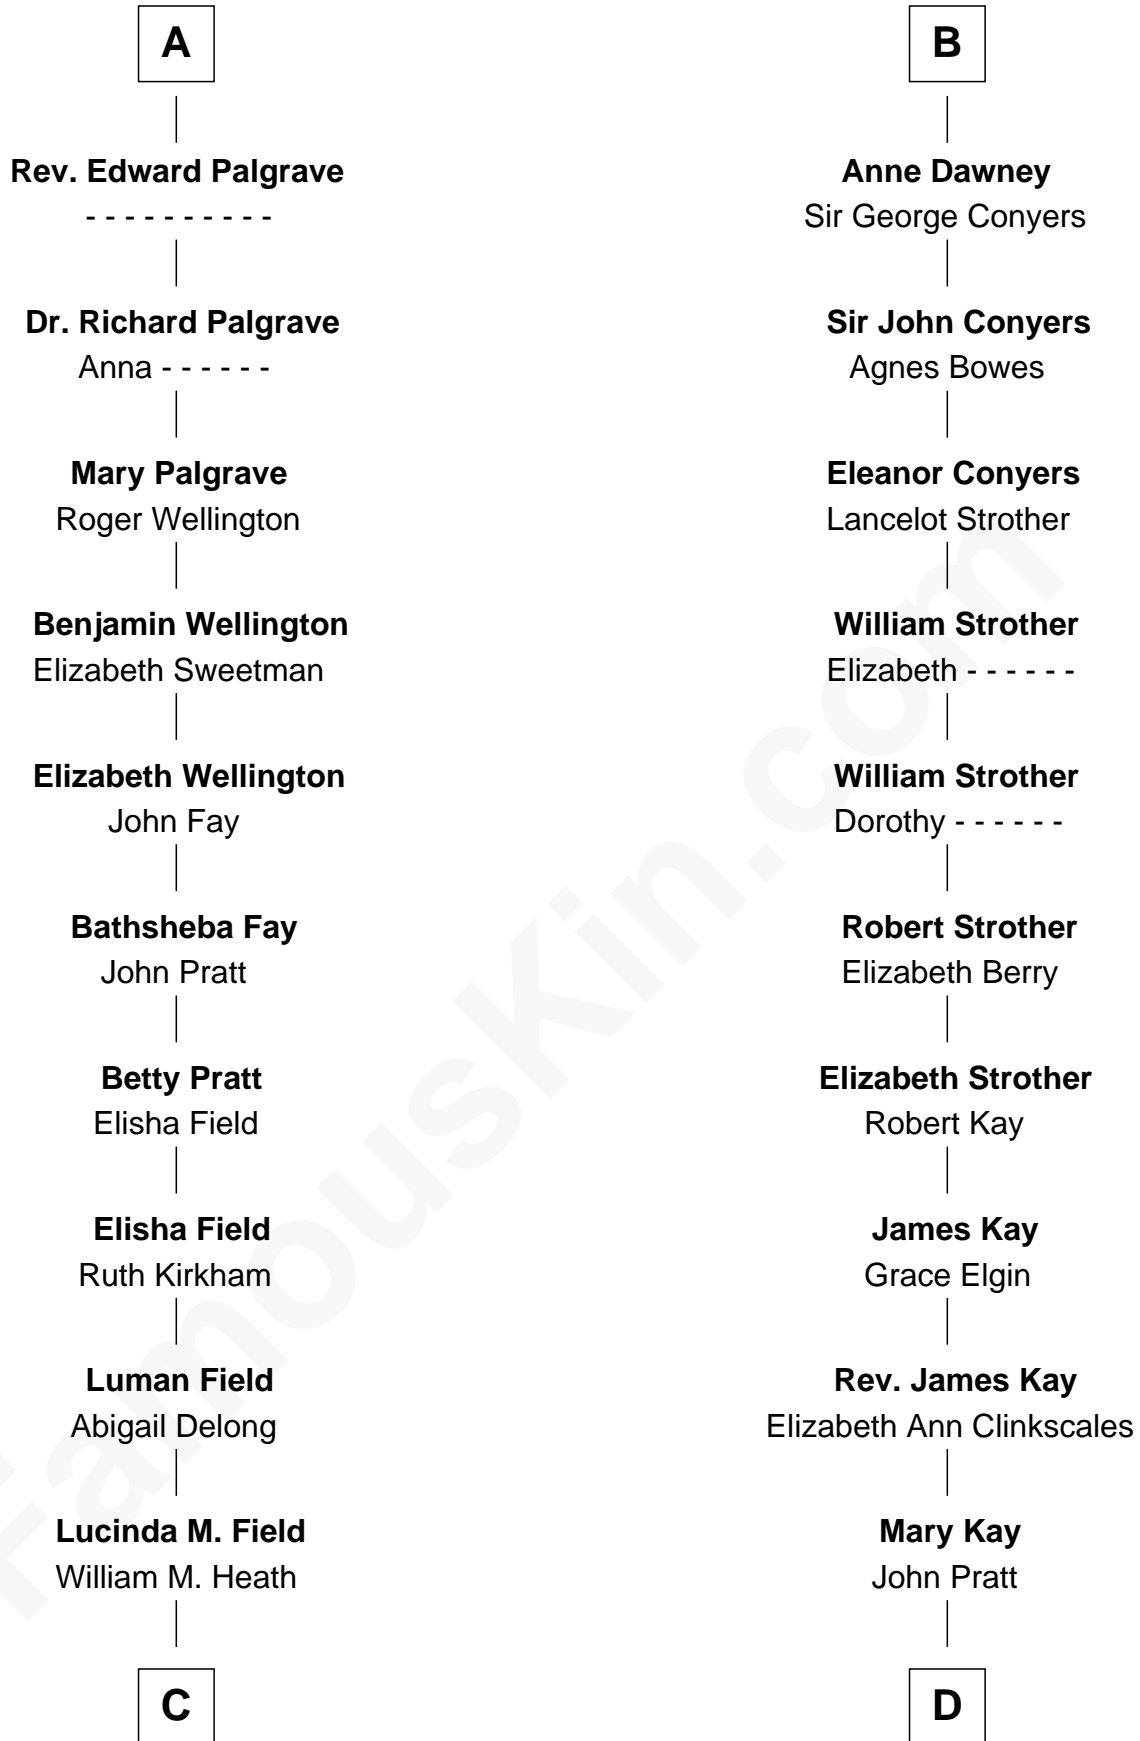 A
Rev. Edward Palgrave
- - - - - - - - - -
Dr. Richard Palgrave
Anna - - - - - -
Mary Palgrave
Roger Wellington
Benjamin Wellington
Elizabeth Sweetman
Elizabeth Wellington
John Fay
Bathsheba Fay
John Pratt
Betty Pratt
Elisha Field
Elisha Field
Ruth Kirkham
Luman Field
Abigail Delong
Lucinda M. Field
William M. Heath
C
B
Anne Dawney
Sir George Conyers
Sir John Conyers
Agnes Bowes
Eleanor Conyers
Lancelot Strother
William Strother
Elizabeth - - - - - -
William Strother
Dorothy - - - - - -
Robert Strother
Elizabeth Berry
Elizabeth Strother
Robert Kay
James Kay
Grace Elgin
Rev. James Kay
Elizabeth Ann Clinkscales
Mary Kay
John Pratt
D
FamousKin.com